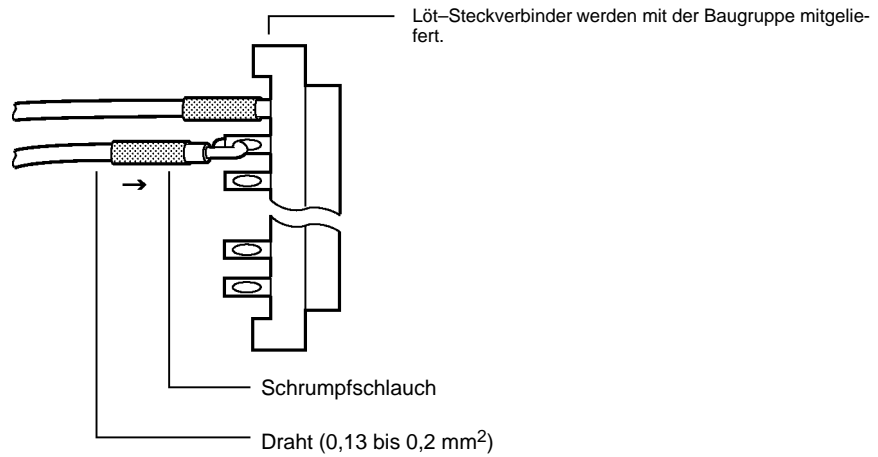 Löt–Steckverbinder werden mit der Baugruppe mitgelie-
fert.
Schrumpfschlauch
Draht (0,13 bis 0,2 mm²)